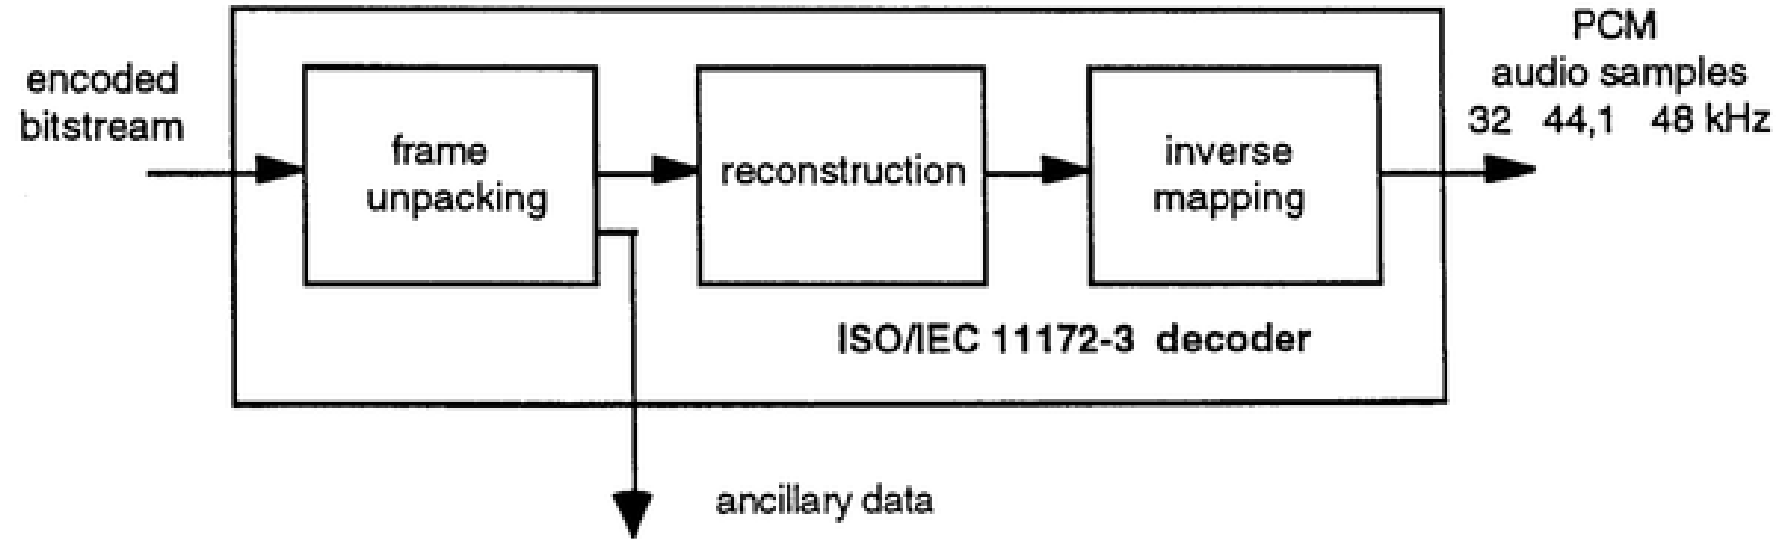 encoded
bitstream
frame
unpacking
reconstruction
inverse
mapping
PCM
audio samples
32 44,1 48 kHz
ISO/IEC 11172-3 decoder
ancillary data